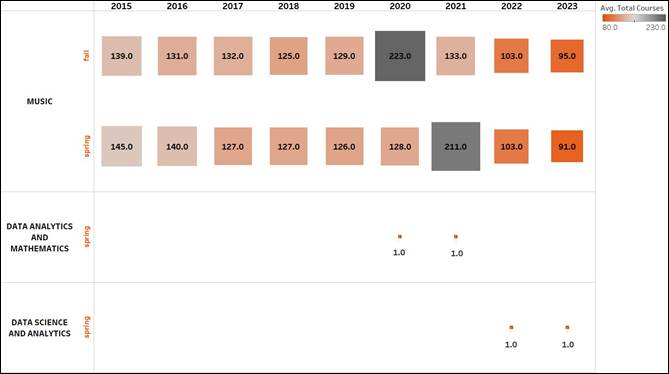 2015 2016 2017 2018 2019 2020 2021 2022 2023
Avg. Total Courses
80.0 230.0
MUSIC
fall
139.0 131.0 132.0 125.0 129.0 223.0 133.0 103.0 95.0
spring
145.0 140.0 127.0 127.0 126.0 128.0 211.0 103.0 91.0
DATA ANALYTICS
AND
MATHEMATICS
spring
1.0 1.0
DATA SCIENCE
AND ANALYTICS
spring
1.0 1.0